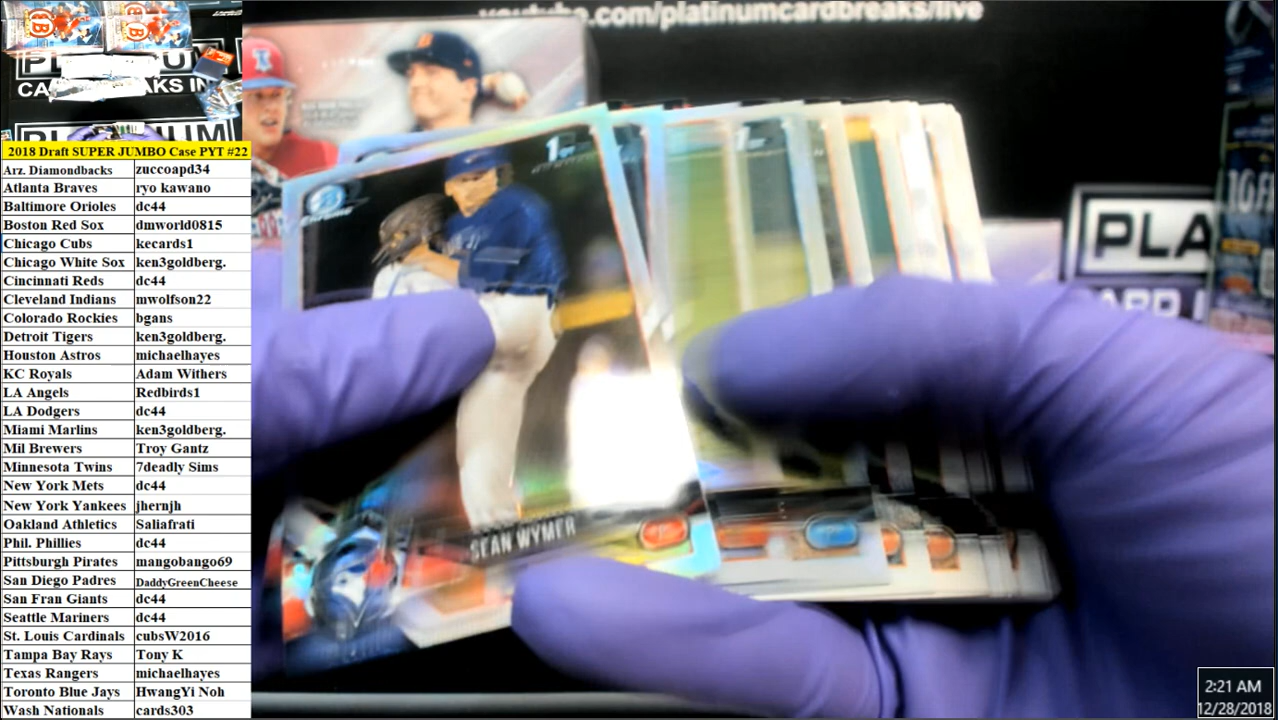 youtube.com/platinumcardbreaks/live
2018 Draft SUPER JUMBO Case PYT #22
Arz. Diamondbacks zuccoapd34
Atlanta Braves ryo kawano
Baltimore Orioles dc44
Boston Red Sox dmworld0815
Chicago Cubs kecards1
Chicago White Sox ken3goldberg.
Cincinnati Reds dc44
Cleveland Indians mwolfson22
Colorado Rockies bgans
Detroit Tigers ken3goldberg.
Houston Astros michaelhayes
KC Royals Adam Withers
LA Angels Redbirds1
LA Dodgers dc44
Miami Marlins ken3goldberg.
Mil Brewers Troy Gantz
Minnesota Twins 7deadly Sims
New York Mets dc44
New York Yankees jhernjh
Oakland Athletics Saliafrati
Phil. Phillies dc44
Pittsburgh Pirates mangobango69
San Diego Padres DaddyGreenCheese
San Fran Giants dc44
Seattle Mariners dc44
St. Louis Cardinals cubsW2016
Tampa Bay Rays Tony K
Texas Rangers michaelhayes
Toronto Blue Jays HwangYi Noh
Wash Nationals cards303
1st
SEAN WYMER
PLA
2:21 AM
12/28/2018